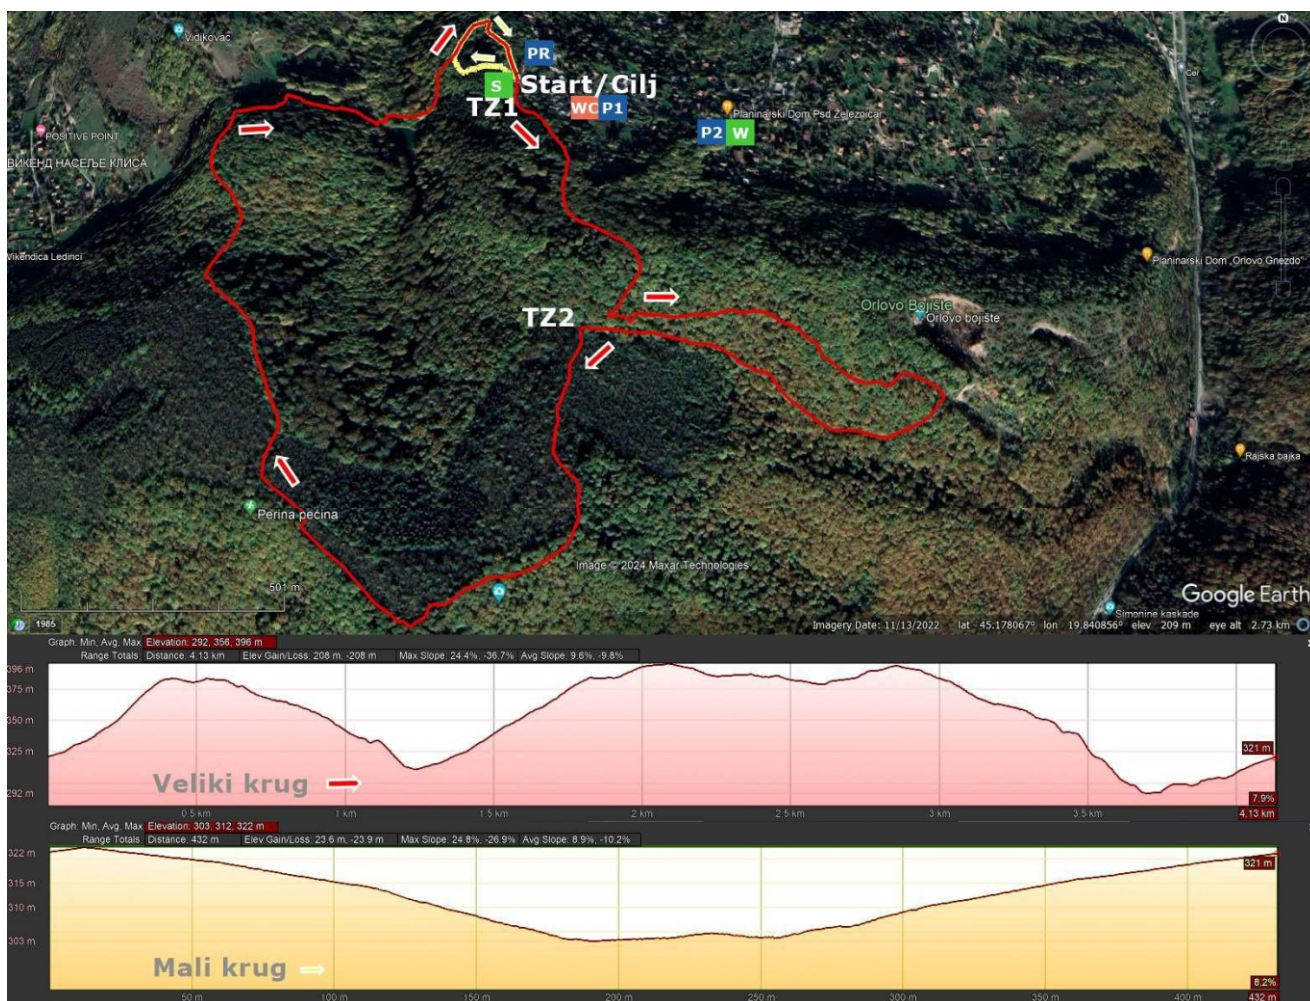 Vidikovac
PR
S
Start/Cilj
TZ1
WC
P1
Planinarski Dom Psd Zeleznicar
P2
W
N
Cer
POSITIVE POINT
ВИКЕНД НАСЕЉЕ КЛИСА
Vikendica Ledinci
Planinarski Dom „Orlovo Gnezdo"
Orlovo Bojište
Orlovo bojište
TZ2
Rajska bajka
Perina pećina
Image © 2024 Maxar Technologies
501 m
Google Earth
Simonine kaskade
1985
Imagery Date: 11/13/2022 lat 45.178067° lon 19.840856° elev 209 m eye alt 2.73 km
Graph: Min, Avg, Max Elevation: 292, 356, 396 m
Range Totals: Distance: 4.13 km Elev Gain/Loss: 208 m, -208 m Max Slope: 24.4%, -36.7% Avg Slope: 9.6%, -9.8%
396 m
375 m
350 m
325 m
292 m
321 m
Veliki krug
7.9%
0.5 km 1 km 1.5 km 2 km 2.5 km 3 km 3.5 km 4.13 km
Graph: Min, Avg, Max Elevation: 303, 312, 322 m
Range Totals: Distance: 432 m Elev Gain/Loss: 23.6 m, -23.9 m Max Slope: 24.8%, -26.9% Avg Slope: 8.9%, -10.2%
322 m
315 m
310 m
303 m
321 m
Mali krug
8.2%
50 m 100 m 150 m 200 m 250 m 300 m 350 m 400 m 432 m